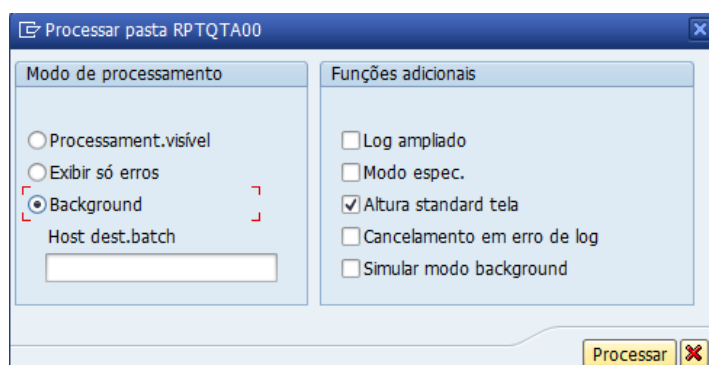 Processar pasta RPTQTA00
Modo de processamento
Processament.visível
Exibir só erros
Background
Host dest.batch
Funções adicionais
Log ampliado
Modo espec.
Altura standard tela
Cancelamento em erro de log
Simular modo background
Processar